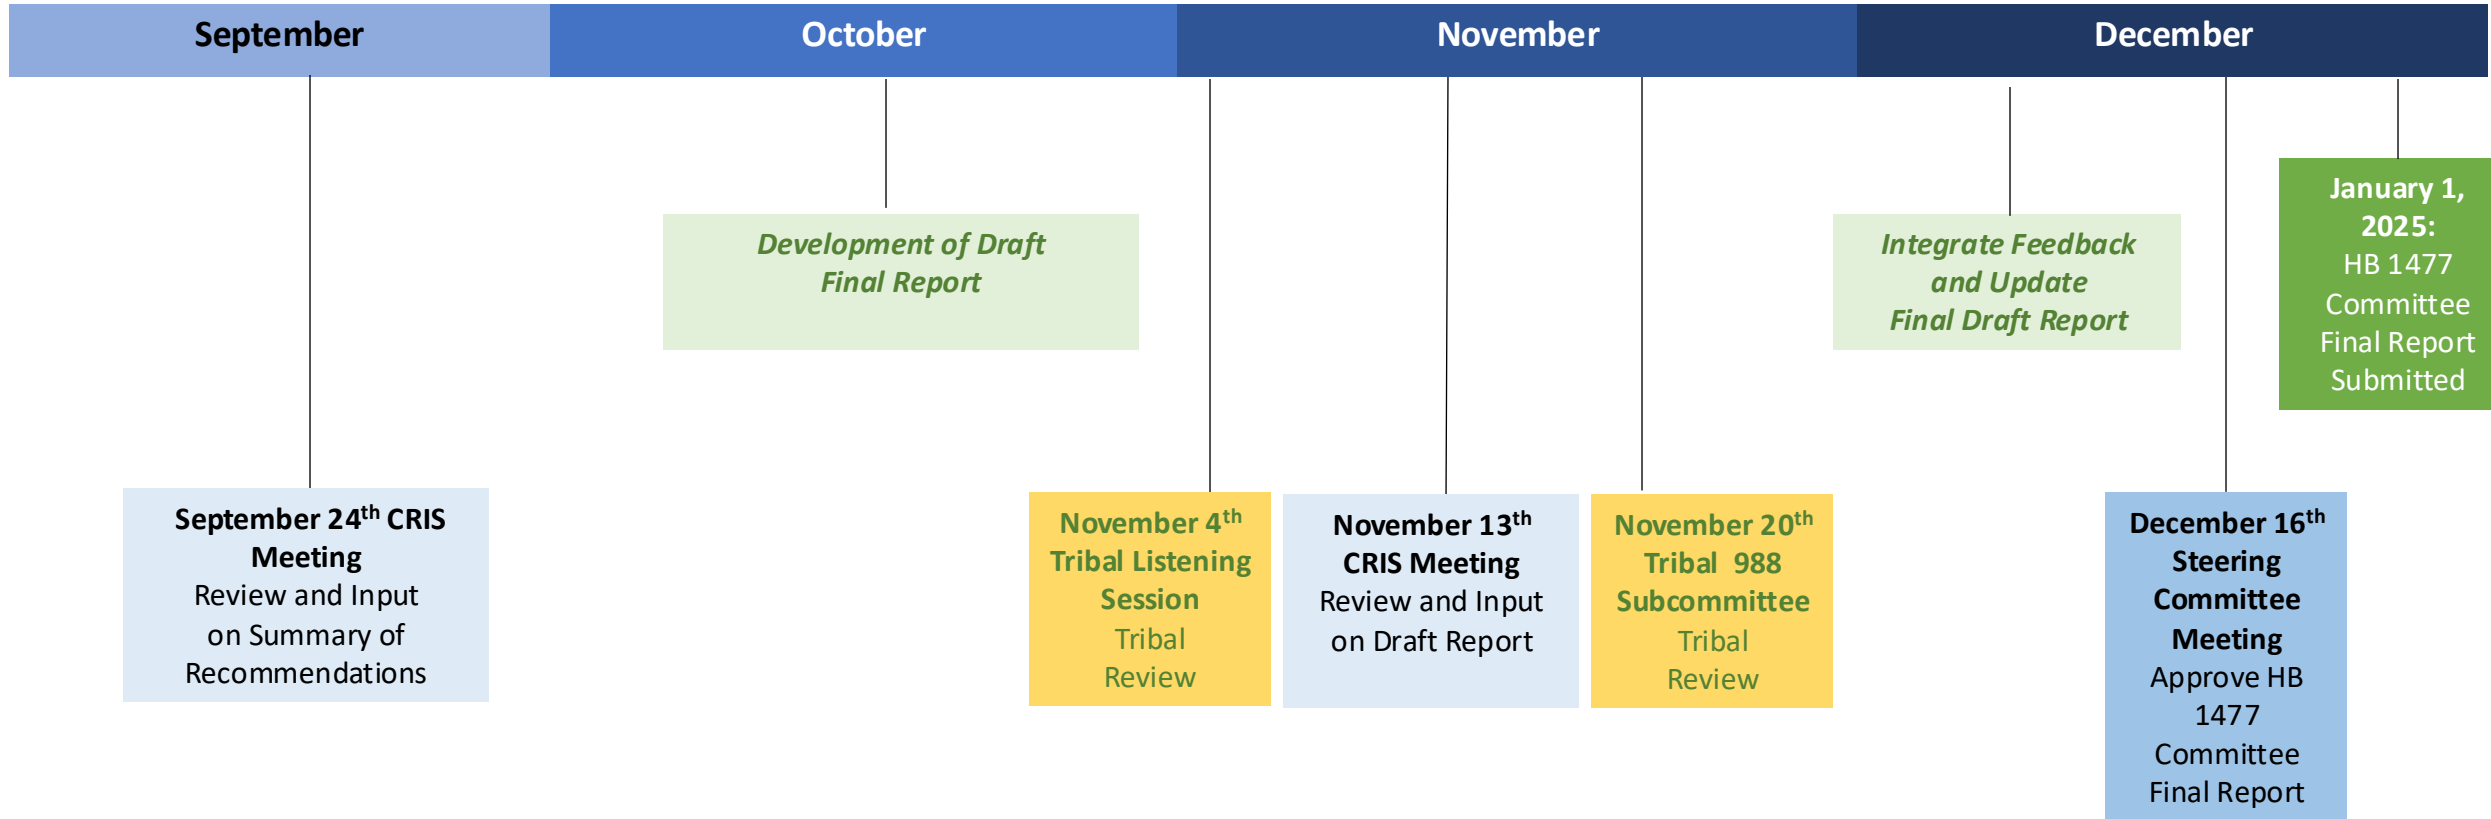 September
October
November
December
September 24th CRIS
Meeting
Review and Input
on Summary of
Recommendations
Development of Draft
Final Report
November 4th
Tribal Listening
Session
Tribal
Review
November 13th
CRIS Meeting
Review and Input
on Draft Report
November 20th
Tribal 988
Subcommittee
Tribal
Review
Integrate Feedback
and Update
Final Draft Report
December 16th
Steering
Committee
Meeting
Approve HB
1477
Committee
Final Report
January 1,
2025:
HB 1477
Committee
Final Report
Submitted